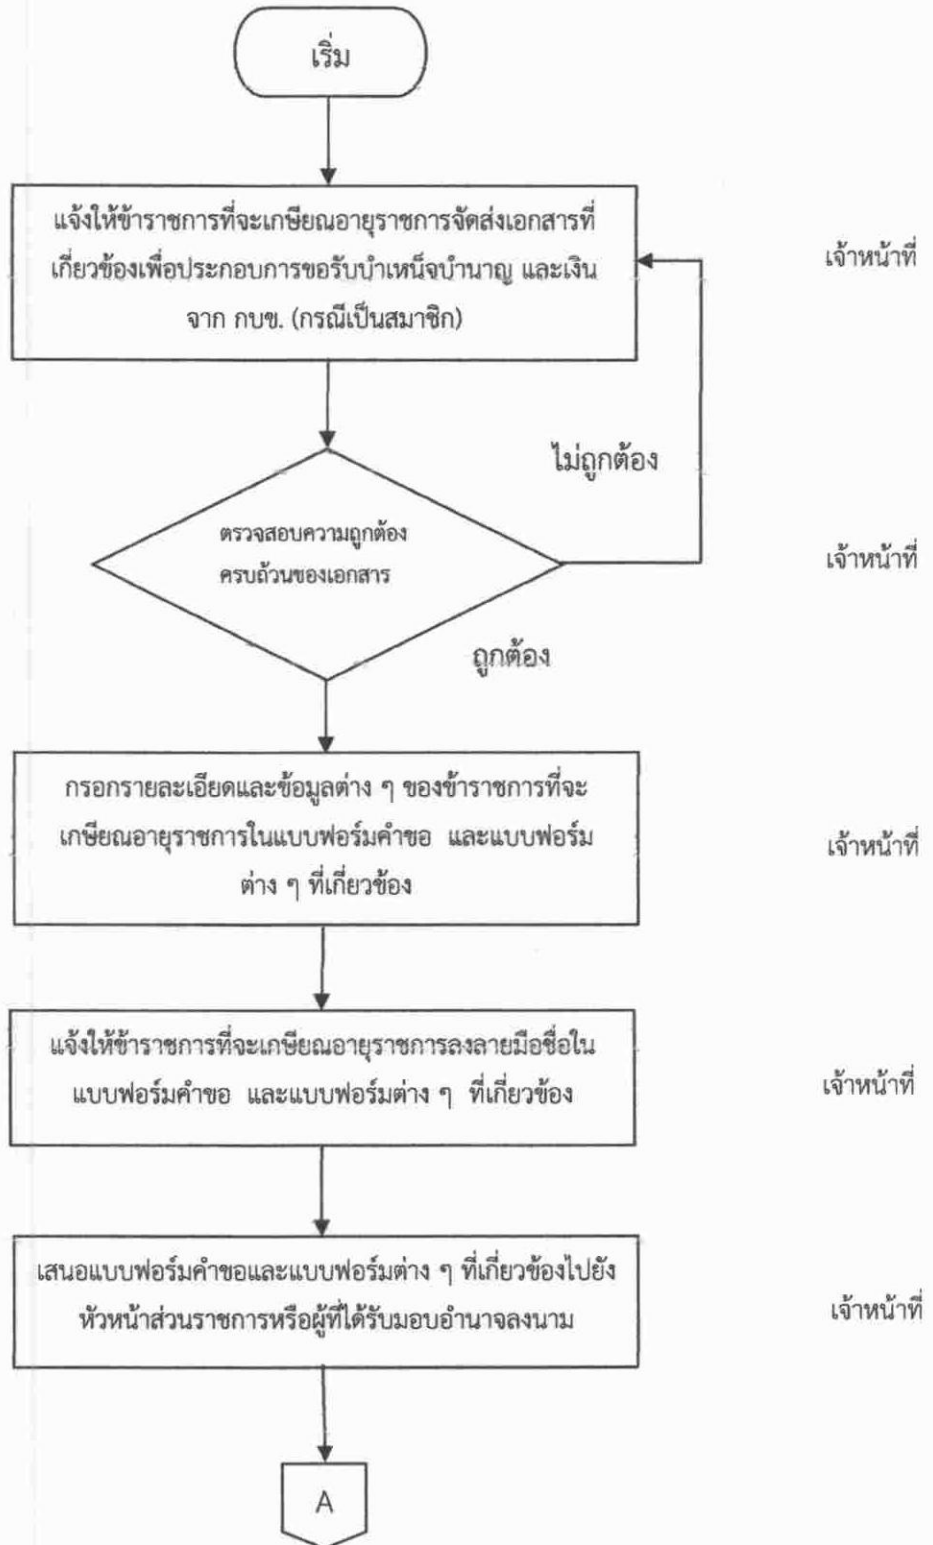 เริ่ม
แจ้งให้ข้าราชการที่จะเกษียณอายุราชการจัดส่งเอกสารที่
เกี่ยวข้องเพื่อประกอบการขอรับบำเหน็จบำนาญ และเงิน
จาก กบข. (กรณีเป็นสมาชิก)
เจ้าหน้าที่
ไม่ถูกต้อง
ตรวจสอบความถูกต้อง
ครบถ้วนของเอกสาร
เจ้าหน้าที่
ถูกต้อง
กรอกรายละเอียดและข้อมูลต่าง ๆ ของข้าราชการที่จะ
เกษียณอายุราชการในแบบฟอร์มคำขอ และแบบฟอร์ม
ต่าง ๆ ที่เกี่ยวข้อง
เจ้าหน้าที่
แจ้งให้ข้าราชการที่จะเกษียณอายุราชการลงลายมือชื่อใน
แบบฟอร์มคำขอ และแบบฟอร์มต่าง ๆ ที่เกี่ยวข้อง
เจ้าหน้าที่
เสนอแบบฟอร์มคำขอและแบบฟอร์มต่าง ๆ ที่เกี่ยวข้องไปยัง
หัวหน้าส่วนราชการหรือผู้ที่ได้รับมอบอำนาจลงนาม
เจ้าหน้าที่
A